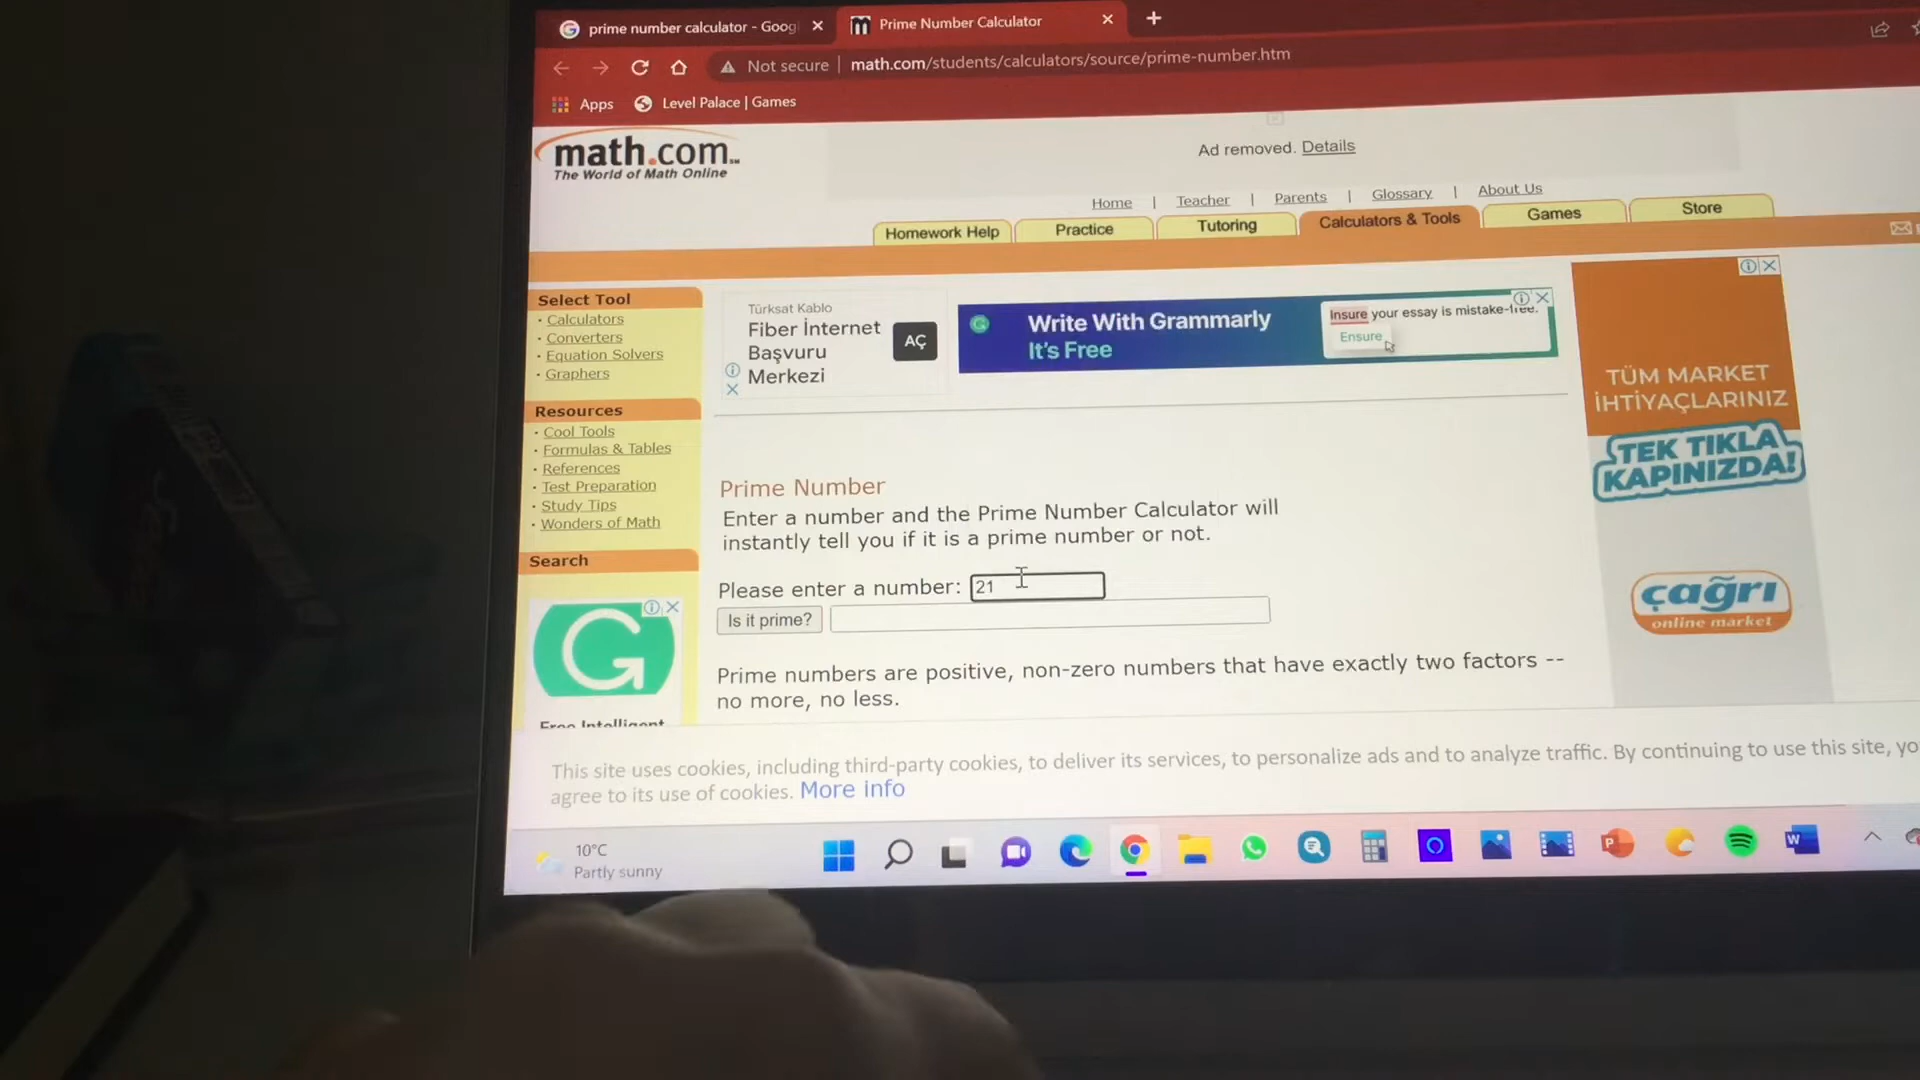 prime number calculator - Goog
Prime Number Calculator
Not secure
math.com/students/calculators/source/prime-number.htm
Apps
Level Palace | Games
math.com
The World of Math Online
Ad removed. Details
Home | Teacher | Parents | Glossary | About Us
Homework Help
Practice
Tutoring
Calculators & Tools
Games
Store
Select Tool
· Calculators
· Converters
· Equation Solvers
· Graphers
Resources
· Cool Tools
· Formulas & Tables
· References
· Test Preparation
· Study Tips
· Wonders of Math
Search
Türksat Kablo
Fiber İnternet
Başvuru
Merkezi
AÇ
Write With Grammarly
It's Free
Insure your essay is mistake-free.
Ensure
TÜM MARKET
İHTİYAÇLARINIZ
TEK TIKLA
KAPINIZDA!
çağrı
online market
Prime Number
Enter a number and the Prime Number Calculator will
instantly tell you if it is a prime number or not.
Please enter a number: 21
Is it prime?
Prime numbers are positive, non-zero numbers that have exactly two factors --
no more, no less.
Free Intelligent
This site uses cookies, including third-party cookies, to deliver its services, to personalize ads and to analyze traffic. By continuing to use this site, yo
agree to its use of cookies. More info
10°C
Partly sunny